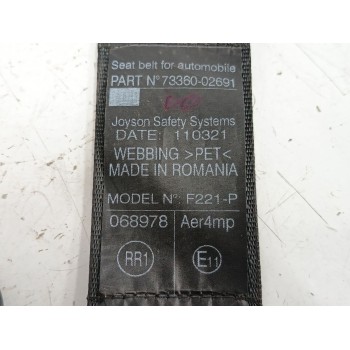 Seat belt for automobile
PART N° 73360-02691
Joyson Safety Systems
DATE: 110321
WEBBING >PET<
MADE IN ROMANIA
MODEL N°: F221-P
068978 Aer4mp
RR1 E11